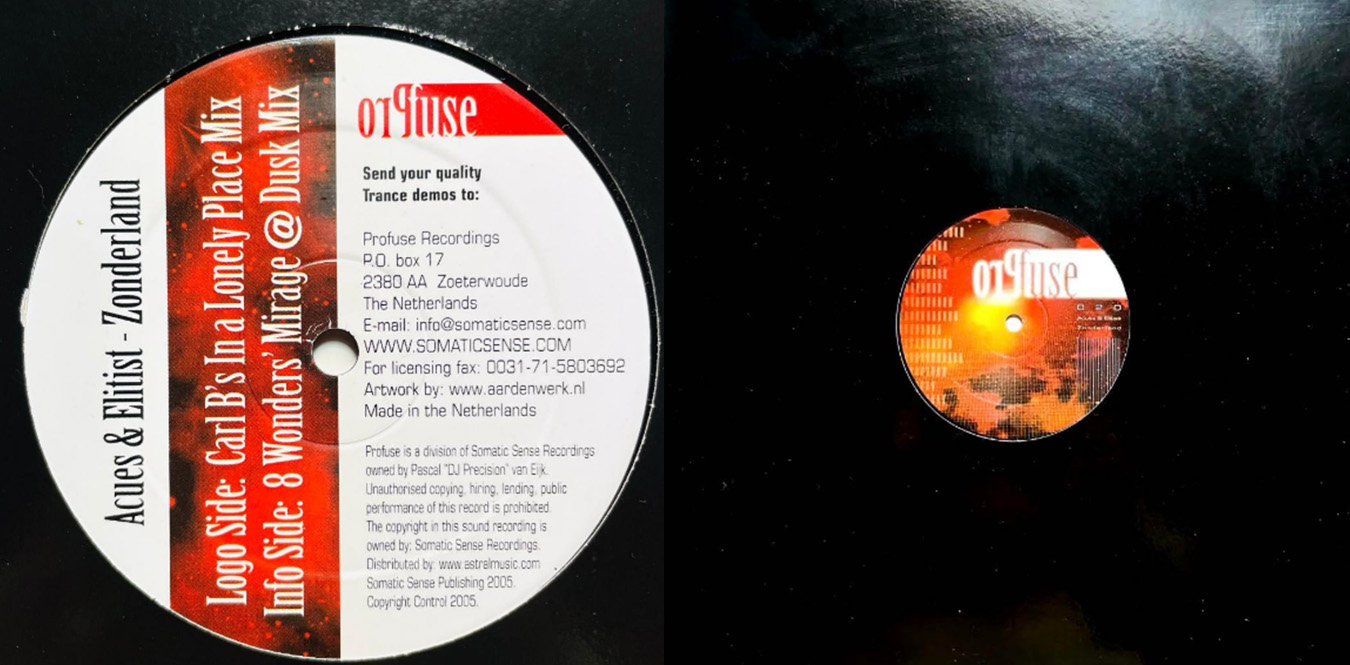 Acues & Elitist - Zonderland
Logo Side: Carl B's In a Lonely Place Mix
Info Side: 8 Wonders' Mirage @ Dusk Mix
Profuse
Send your quality
Trance demos to:
Profuse Recordings
P.O. box 17
2380 AA Zoeterwoude
The Netherlands
E-mail: info@somaticsense.com
WWW.SOMATICSENSE.COM
For licensing fax: 0031-71-5803692
Artwork by: www.aardenwerk.nl
Made in the Netherlands
Profuse is a division of Somatic Sense Recordings
owned by Pascal "DJ Precision" van Eijk.
Unauthorised copying, hiring, lending, public
performance of this record is prohibited.
The copyright in this sound recording is
owned by: Somatic Sense Recordings.
Distributed by: www.astralmusic.com
Somatic Sense Publishing 2005.
Copyright Control 2005.
Profuse
020
Acues & Elitist
Zonderland